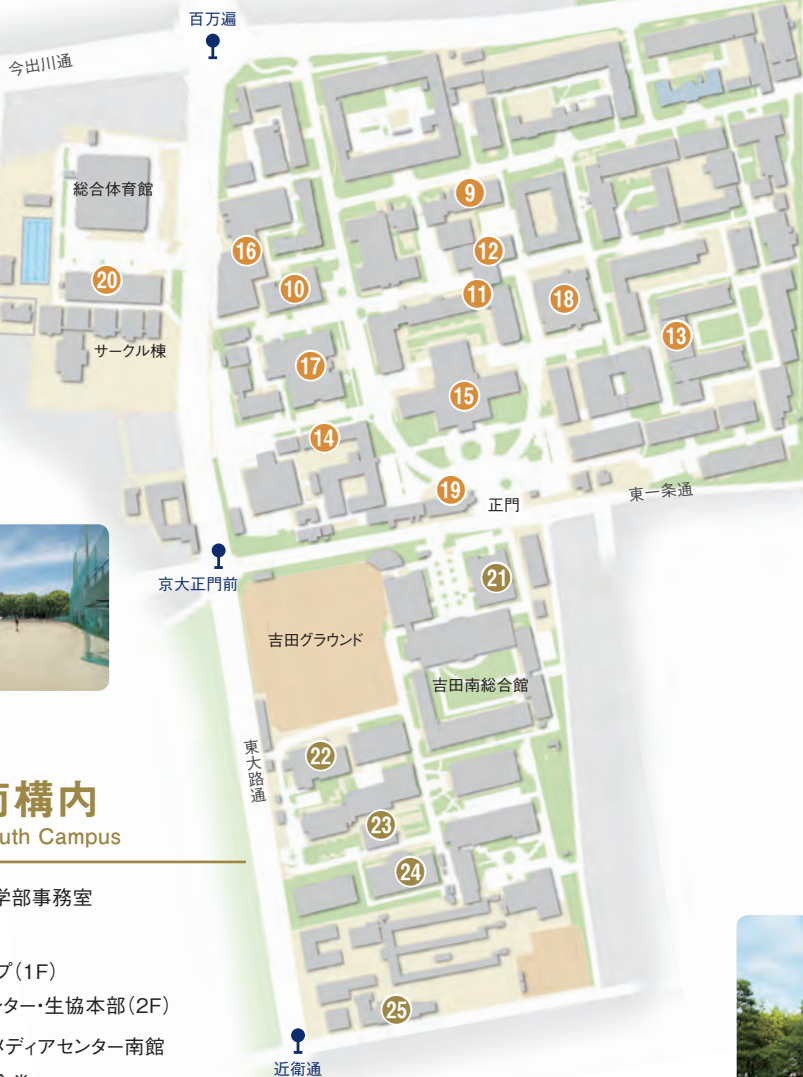 百万遍
今出川通
総合体育館
9
16
12
20
10
11
18
サークル棟
17
13
15
14
19
正門
東一条通
京大正門前
21
吉田グラウンド
吉田南総合館
東大路通
22
構内
uth Campus
23
24
学部事務室
プ(1F)
ター・生協本部(2F)
メディアセンター南館
25
近衛通